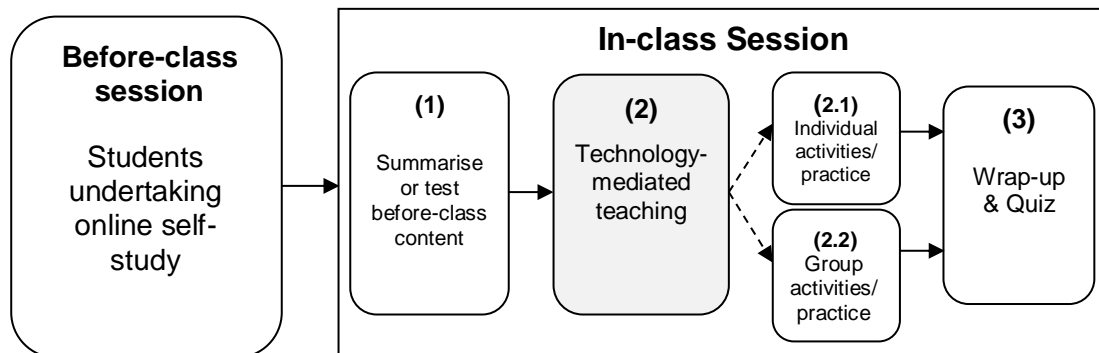 Before-class
session
Students
undertaking
online self-
study
In-class Session
(1)
Summarise
or test
before-class
content
(2)
Technology-
mediated
teaching
(2.1)
Individual
activities/
practice
(2.2)
Group
activities/
practice
(3)
Wrap-up
& Quiz